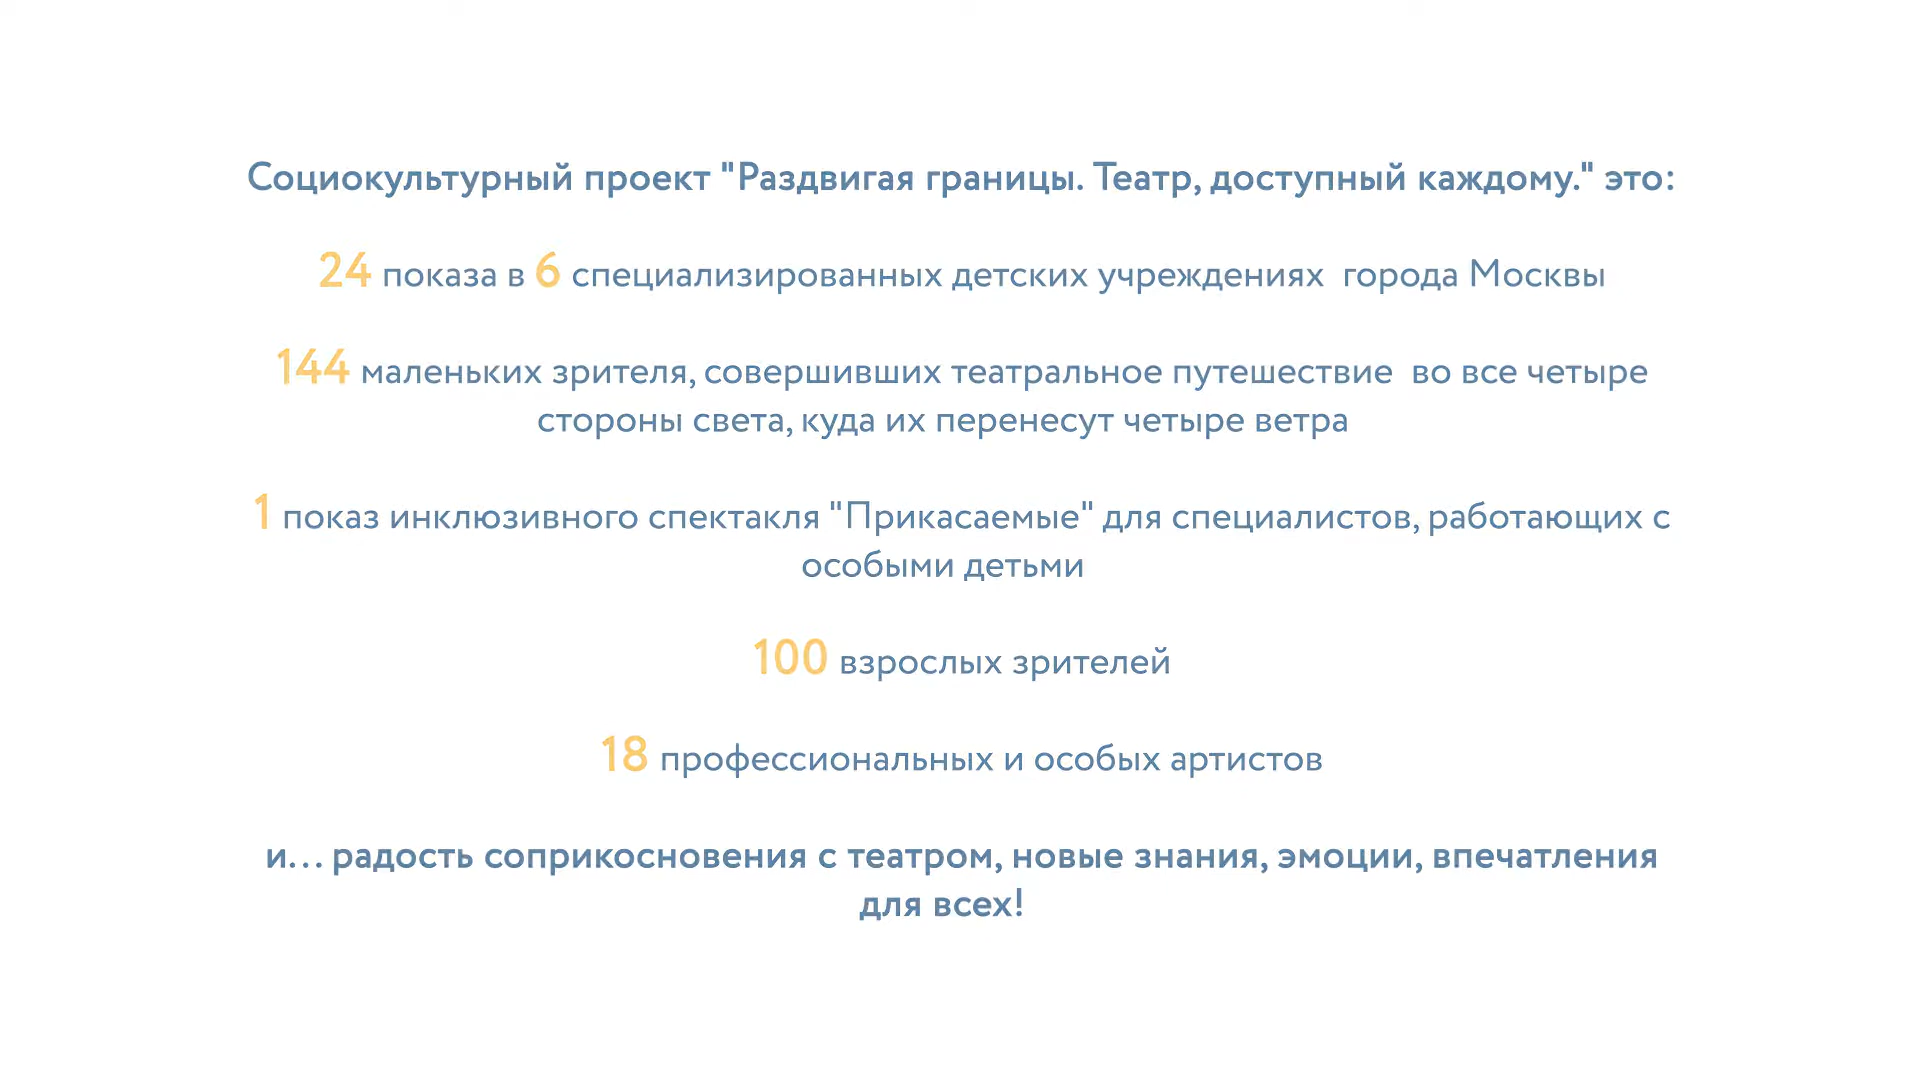 Социокультурный проект "Раздвигая границы. Театр, доступный каждому." это:
24 показа в 6 специализированных детских учреждениях  города Москвы
144 маленьких зрителя, совершивших театральное путешествие  во все четыре
стороны света, куда их перенесут четыре ветра
1 показ инклюзивного спектакля "Прикасаемые" для специалистов, работающих с
особыми детьми
100 взрослых зрителей
18 профессиональных и особых артистов
и... радость соприкосновения с театром, новые знания, эмоции, впечатления
для всех!